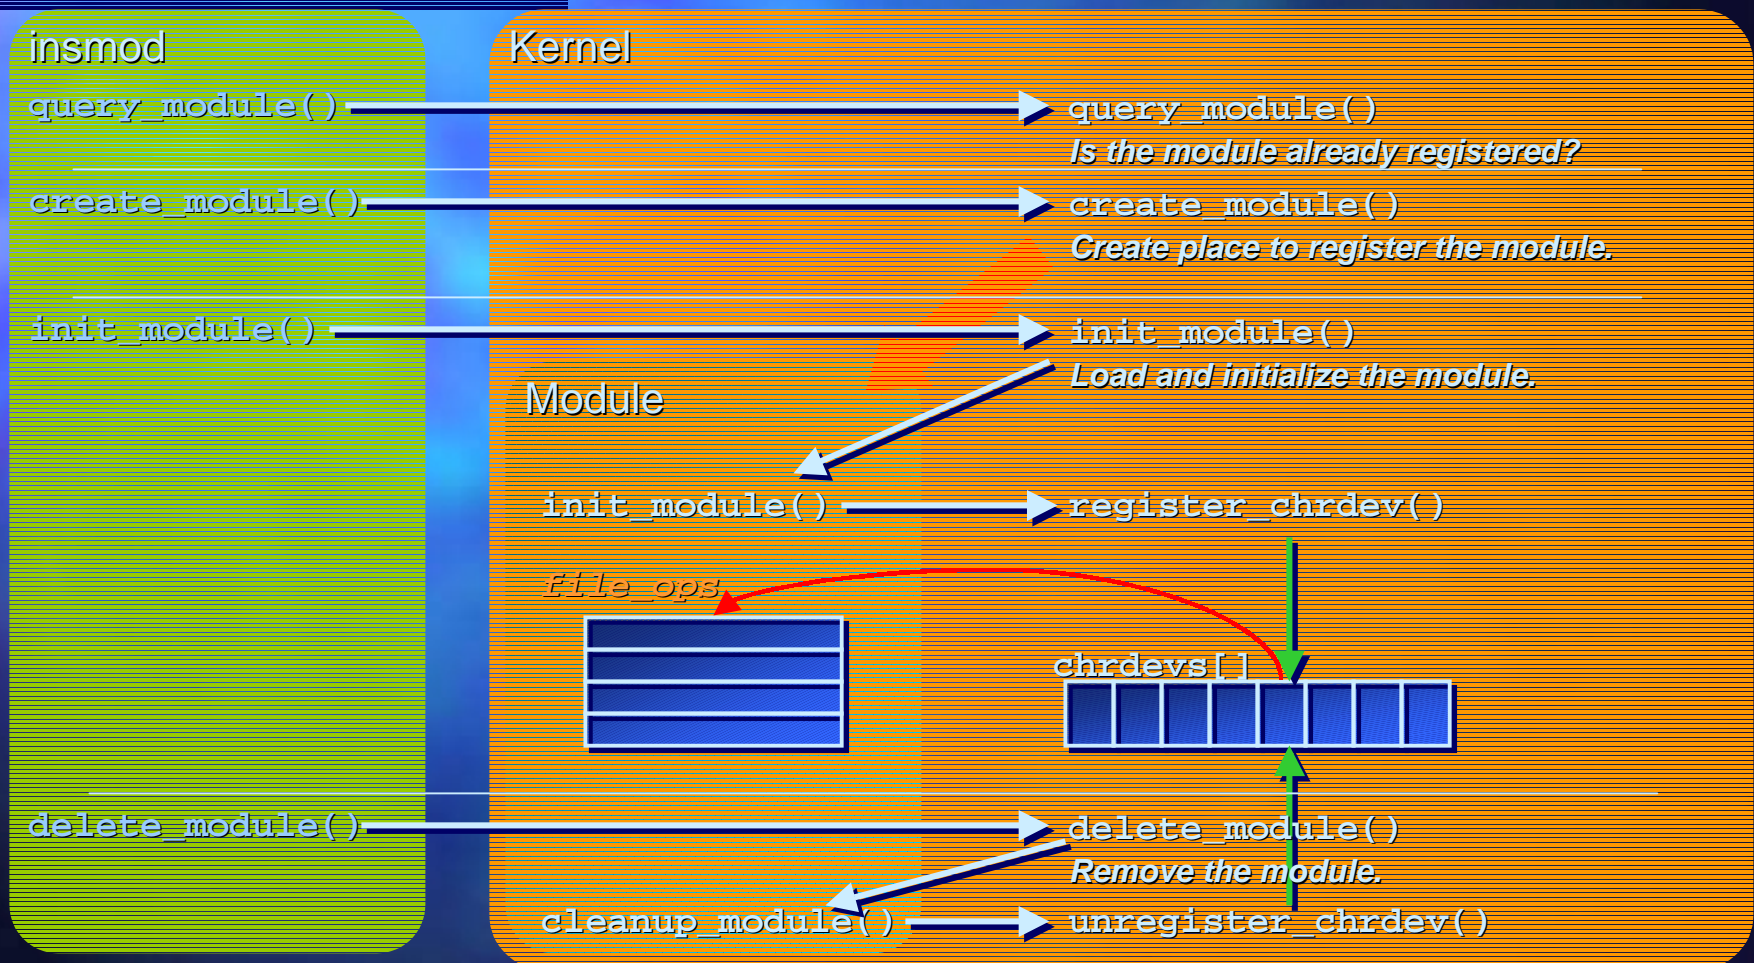 insmod
Kernel
query_module()
query_module()
Is the module already registered?
create_module()
create_module()
Create place to register the module.
init_module()
init_module()
Load and initialize the module.
Module
init_module()
register_chrdev()
file_ops
chrdevs[]
delete_module()
delete_module()
Remove the module.
cleanup_module()
unregister_chrdev()